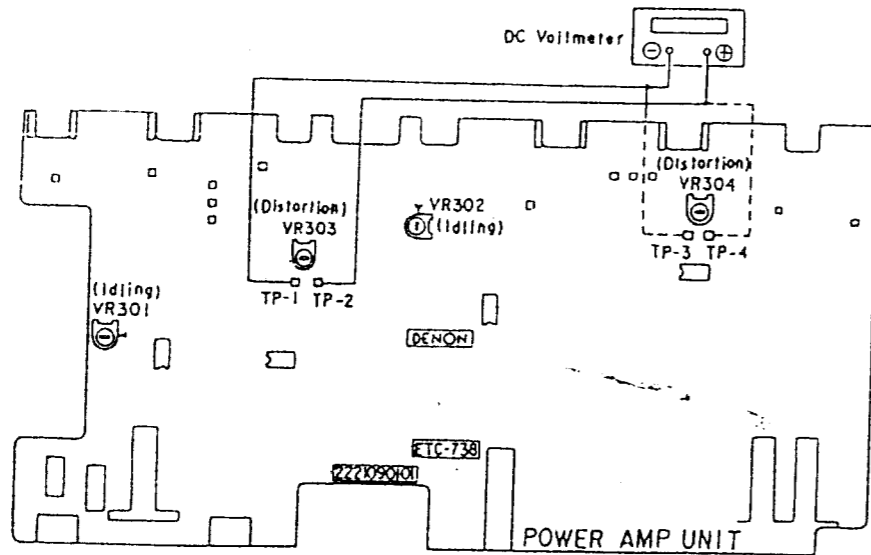 DC Voltmeter
⊖ ⊕
(Distortion)
VR304
(Distortion)
VR303
VR302
(Idling)
TP-3 TP-4
TP-1 TP-2
(Idling)
VR301
DENON
ETC-738
POWER AMP UNIT